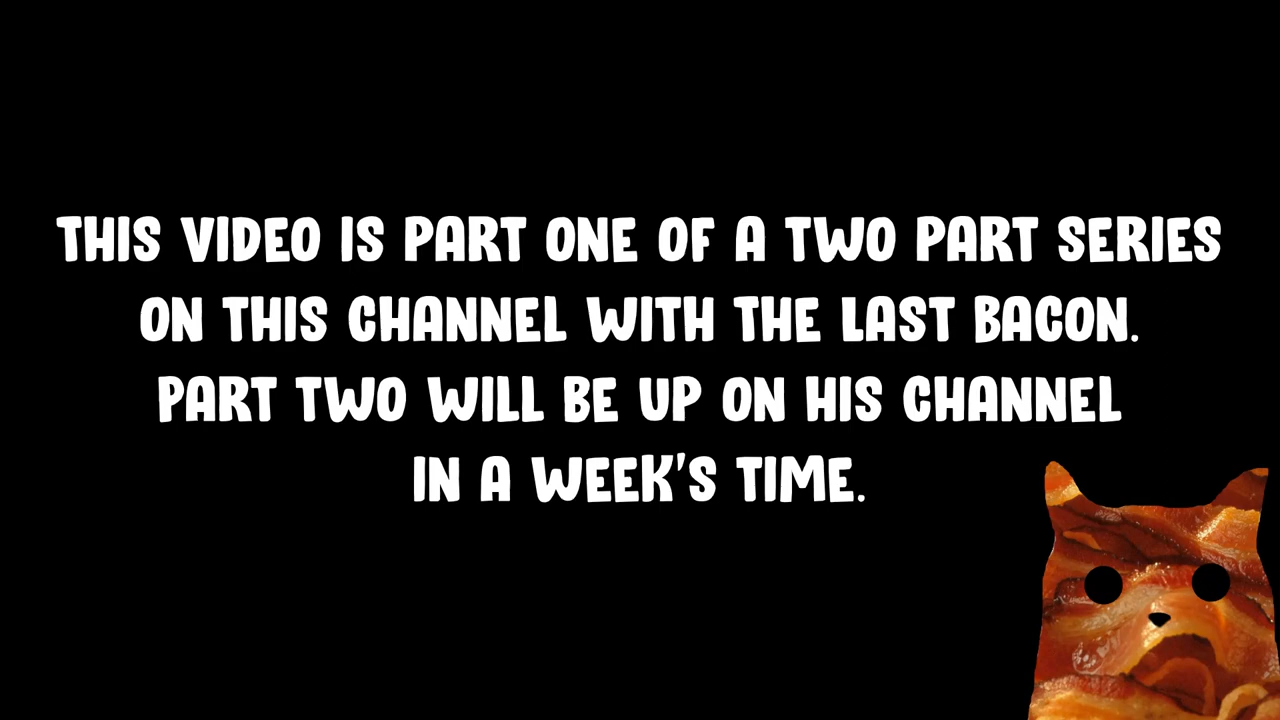 THIS VIDEO IS PART ONE OF A TWO PART SERIES
ON THIS CHANNEL WITH THE LAST BACON.
PART TWO WILL BE UP ON HIS CHANNEL
IN A WEEK'S TIME.